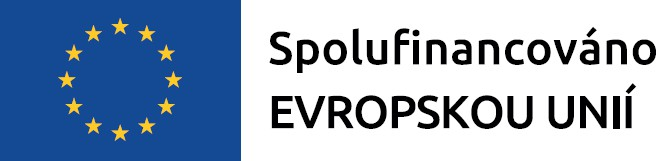 Spolufinancováno
EVROPSKOU UNIÍ